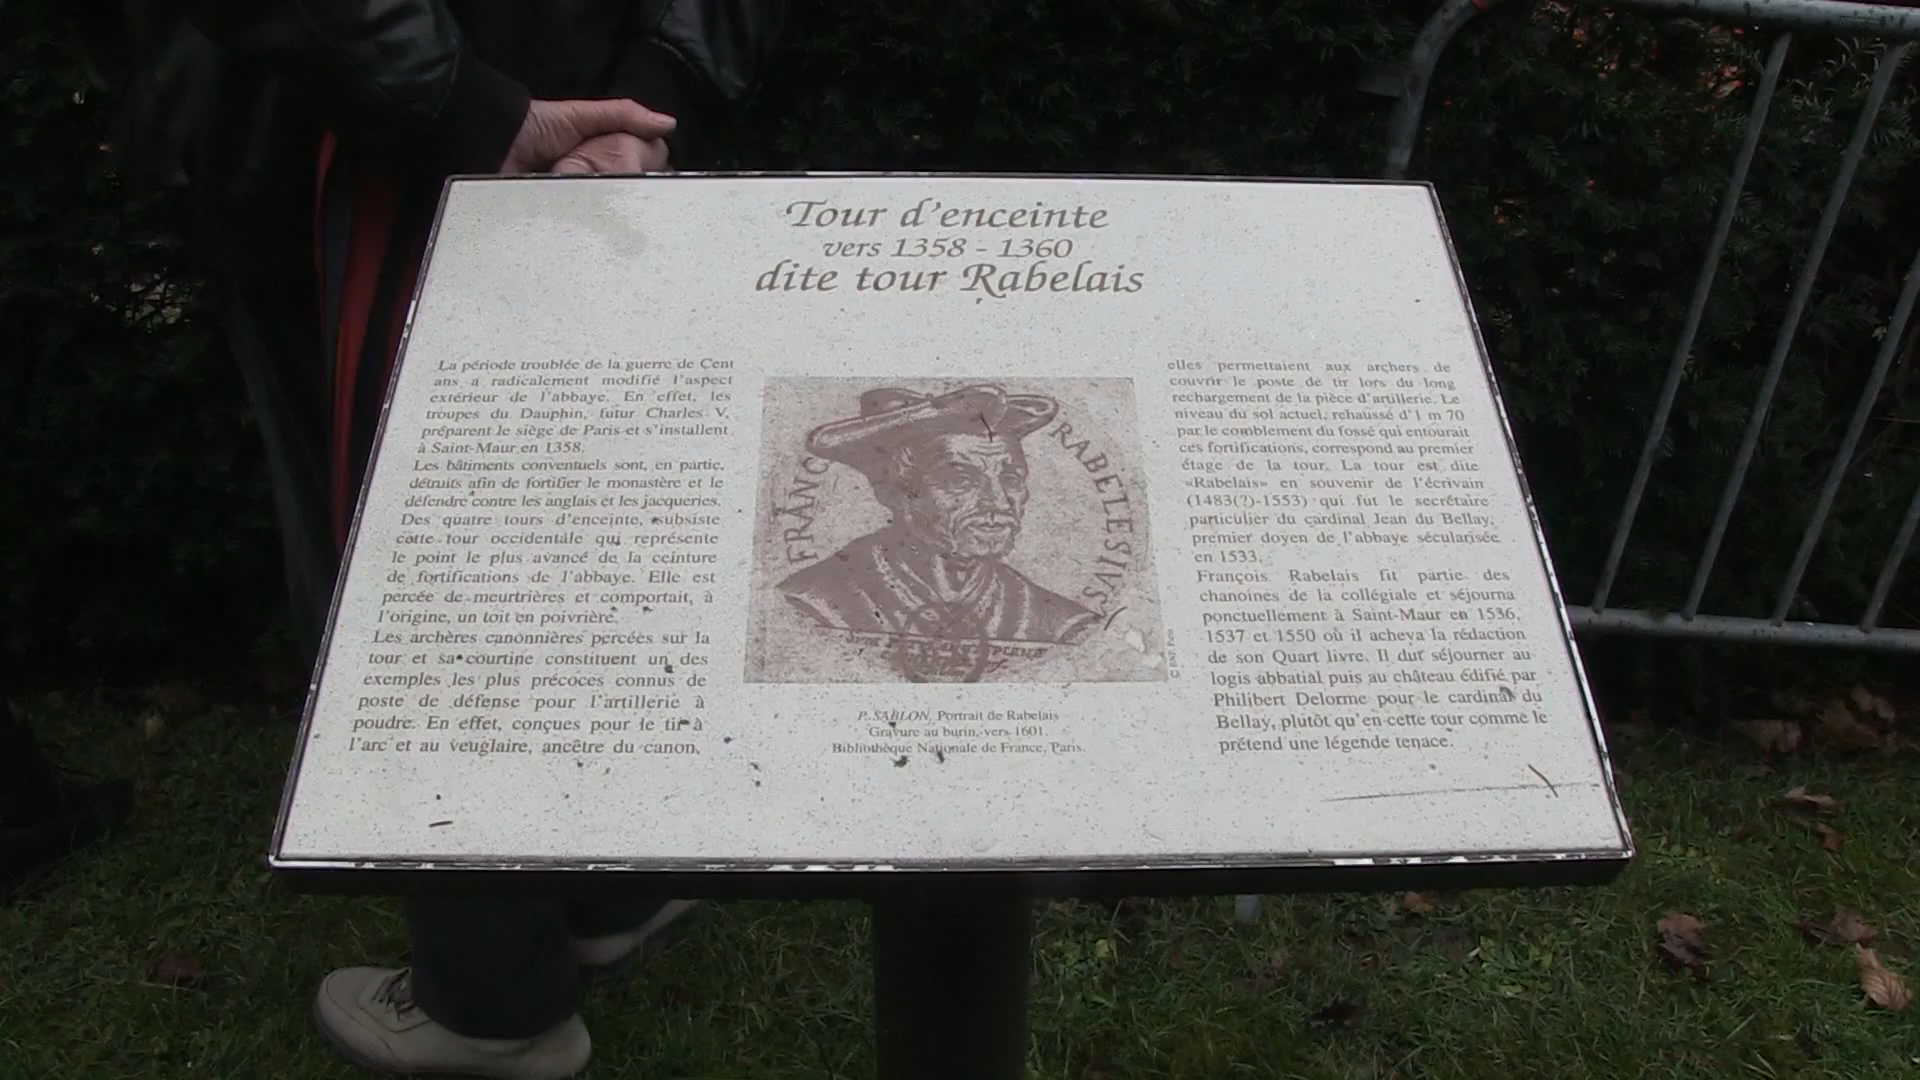 Tour d'enceinte
vers 1358 - 1360
dite tour Rabelais
La période troublée de la guerre de Cent
ans a radicalement modifié l'aspect
extérieur de l'abbaye. En effet, les
troupes du Dauphin, futur Charles V,
préparent le siège de Paris et s'installent
à Saint-Maur en 1358.
Les bâtiments conventuels sont, en partie,
détruits afin de fortifier le monastère et le
défendre contre les anglais et les jacqueries.
Des quatre tours d'enceinte, subsiste
cette tour occidentale qui représente
le point le plus avancé de la ceinture
de fortifications de l'abbaye. Elle est
percée de meurtrières et comportait, à
l'origine, un toit en poivrière.
Les archères canonnières percées sur la
tour et sa courtine constituent un des
exemples les plus précoces connus de
poste de défense pour l'artillerie à
poudre. En effet, conçues pour le tir à
l'arc et au veuglaire, ancêtre du canon,
FRANÇO
RABELESIVS
© BNF Paris
P. SABLON, Portrait de Rabelais
Gravure au burin, vers 1601.
Bibliothèque Nationale de France, Paris.
elles permettaient aux archers de
couvrir le poste de tir lors du long
rechargement de la pièce d'artillerie. Le
niveau du sol actuel, rehaussé d'1 m 70
par le comblement du fossé qui entourait
ces fortifications, correspond au premier
étage de la tour. La tour est dite
«Rabelais» en souvenir de l'écrivain
(1483(?)-1553) qui fut le secrétaire
particulier du cardinal Jean du Bellay,
premier doyen de l'abbaye sécularisée
en 1533.
François Rabelais fit partie des
chanoines de la collégiale et séjourna
ponctuellement à Saint-Maur en 1536,
1537 et 1550 où il acheva la rédaction
de son Quart livre. Il dut séjourner au
logis abbatial puis au château édifié par
Philibert Delorme pour le cardinal du
Bellay, plutôt qu'en cette tour comme le
prétend une légende tenace.